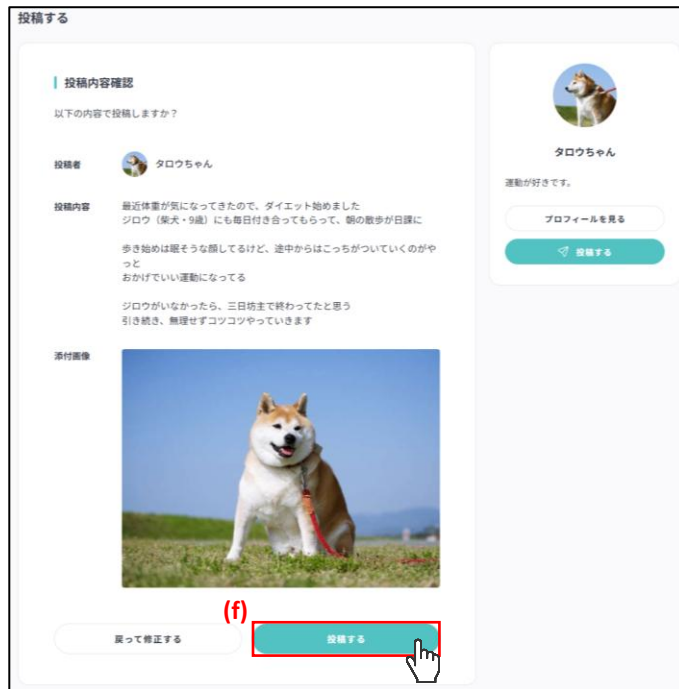 投稿する
投稿内容確認
以下の内容で投稿しますか？
投稿者
タロウちゃん
投稿内容
最近体重が気になってきたので、ダイエット始めました
ジロウ（柴犬・9歳）にも毎日付き合ってもらって、朝の散歩が日課に
歩き始めは眠そうな顔してるけど、途中からはこっちがついていくのがや
っと
おかげでいい運動になってる
ジロウがいなかったら、三日坊主で終わってたと思う
引き続き、無理せずコツコツやっていきます
添付画像
(f)
戻って修正する
投稿する
タロウちゃん
運動が好きです。
プロフィールを見る
投稿する